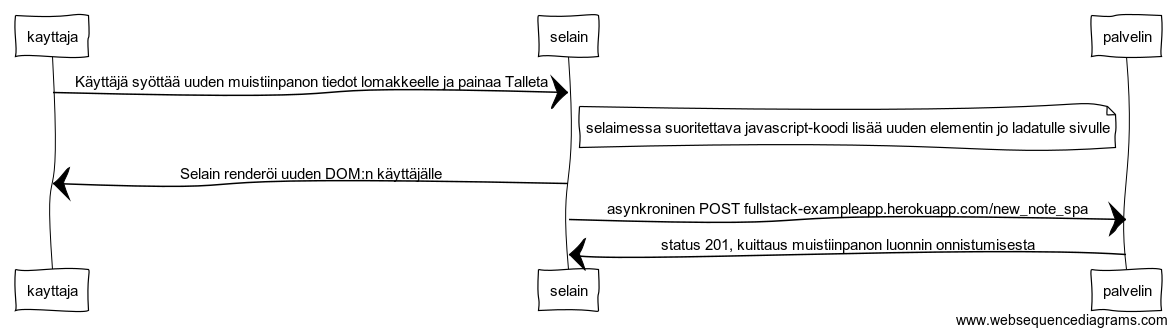 kayttaja
selain
palvelin
Käyttäjä syöttää uuden muistiinpanon tiedot lomakkeelle ja painaa Talleta
selaimessa suoritettava javascript-koodi lisää uuden elementin jo ladatulle sivulle
Selain renderöi uuden DOM:n käyttäjälle
asynkroninen POST fullstack-exampleapp.herokuapp.com/new_note_spa
status 201, kuittaus muistiinpanon luonnin onnistumisesta
kayttaja
selain
palvelin
www.websequencediagrams.com